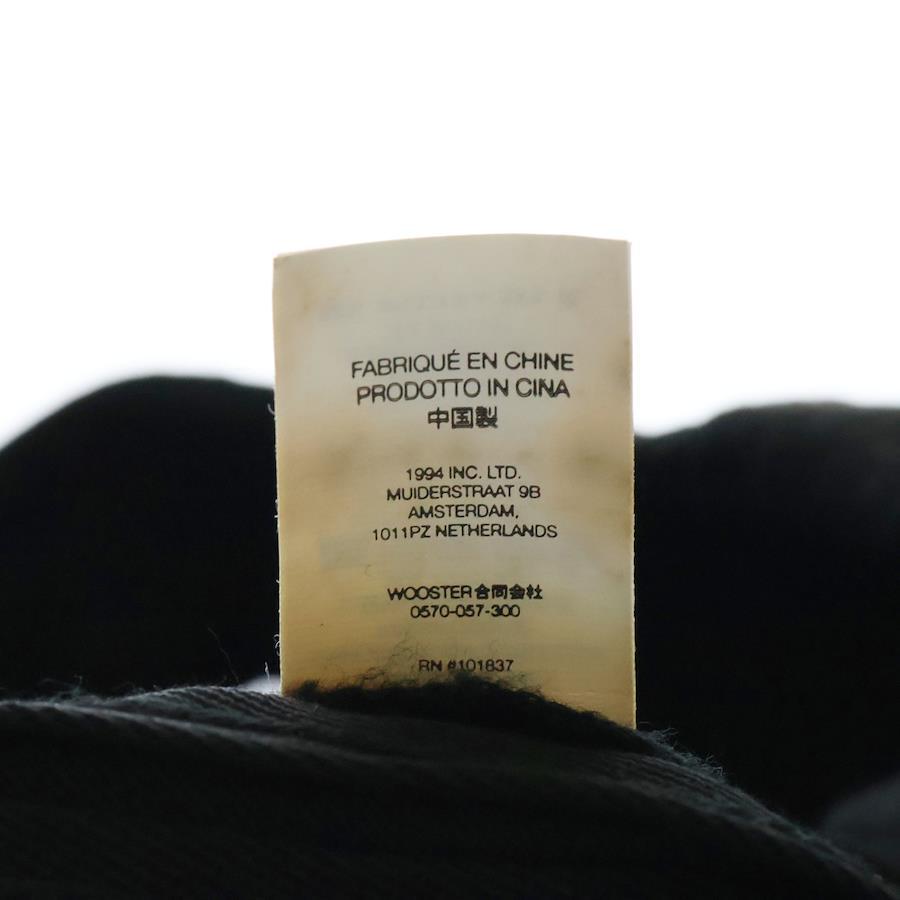 FABRIQUÉ EN CHINE
PRODOTTO IN CINA
中国製
1994 INC. LTD.
MUIDERSTRAAT 9B
AMSTERDAM,
1011PZ NETHERLANDS
WOOSTER合同会社
0570-057-300
RN #101837